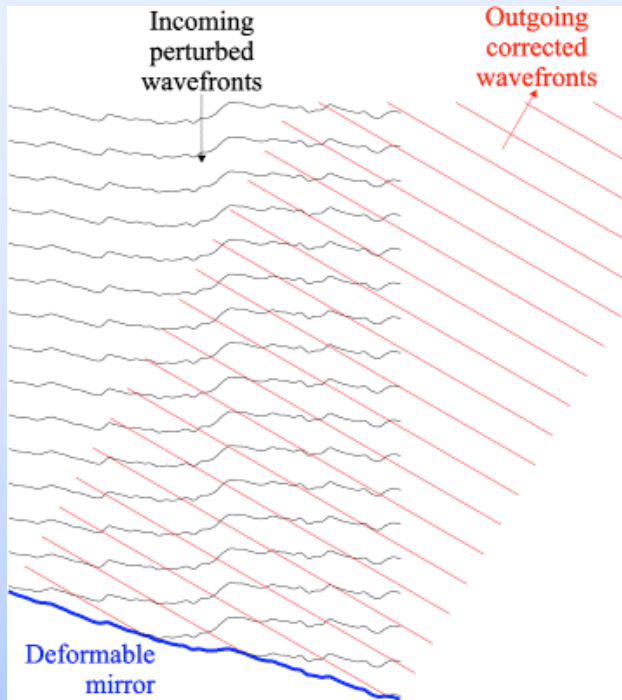 Incoming
perturbed
wavefronts
Outgoing
corrected
wavefronts
Deformable
mirror